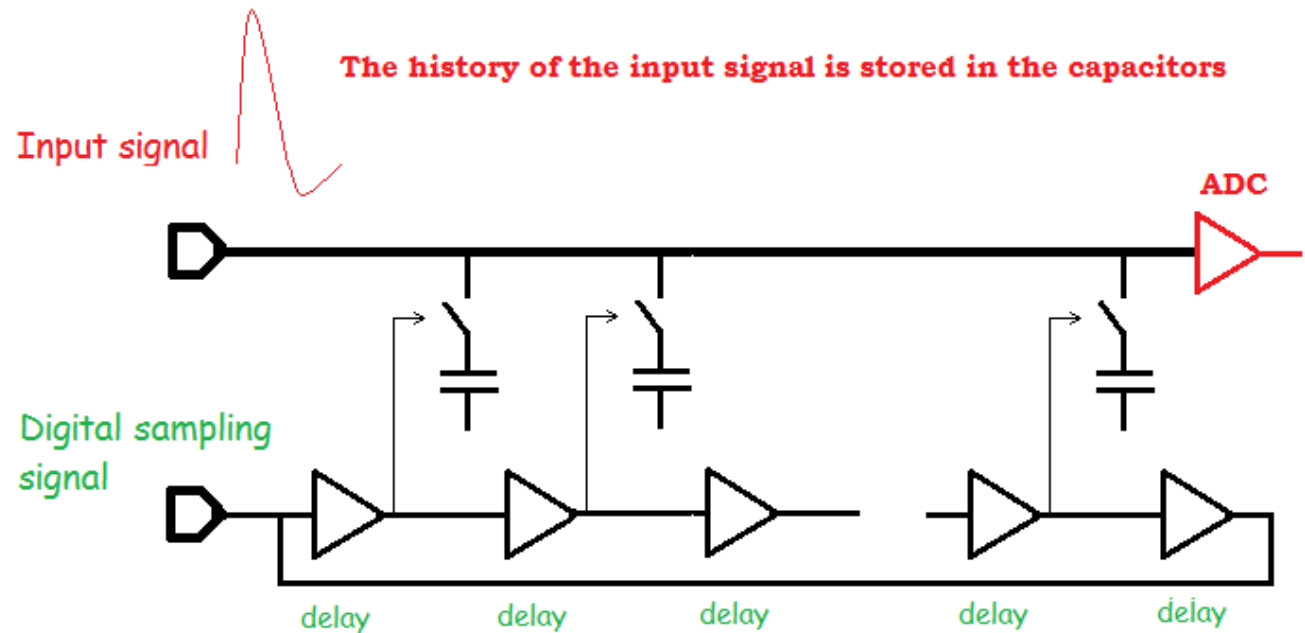 The history of the input signal is stored in the capacitors
Input signal
ADC
Digital sampling
signal
delay
delay
delay
delay
delay